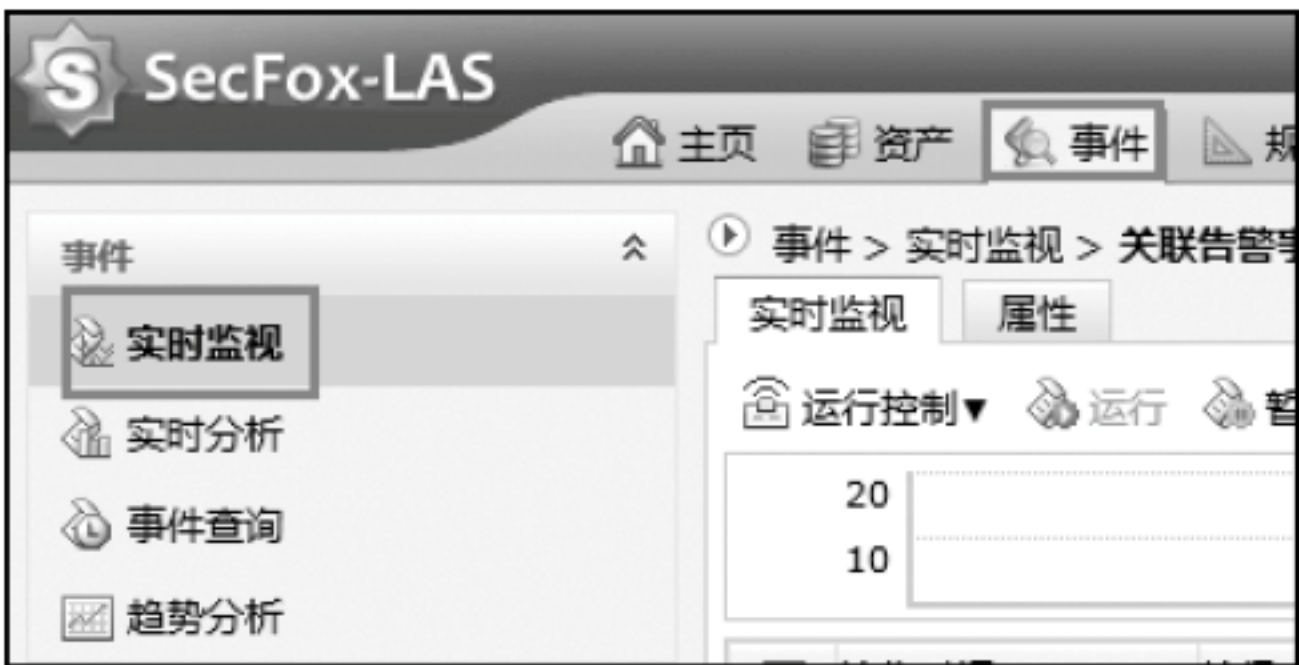 SecFox-LAS
主页 资产 事件
事件
实时监视
实时分析
事件查询
趋势分析
事件 > 实时监视 > 关联告警事
实时监视 属性
运行控制▼ 运行 暂
20
10